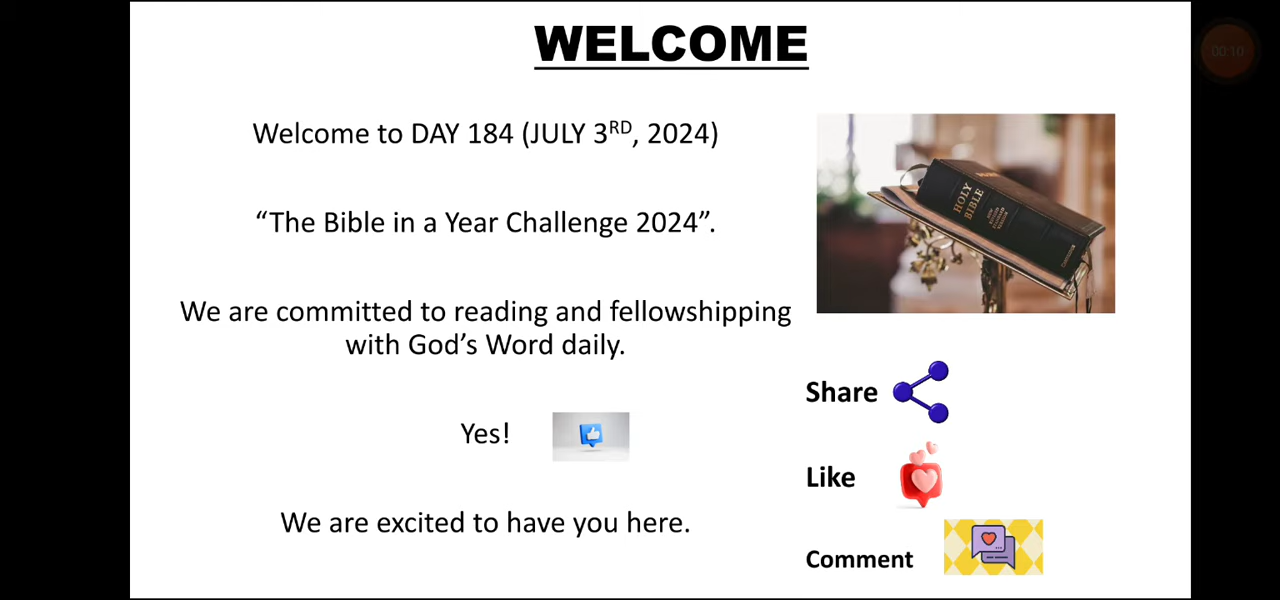 WELCOME
Welcome to DAY 184 (JULY 3RD, 2024)
“The Bible in a Year Challenge 2024”.
We are committed to reading and fellowshipping
with God’s Word daily.
Yes!
We are excited to have you here.
00:10
HOLY
BIBLE
Share
Like
Comment